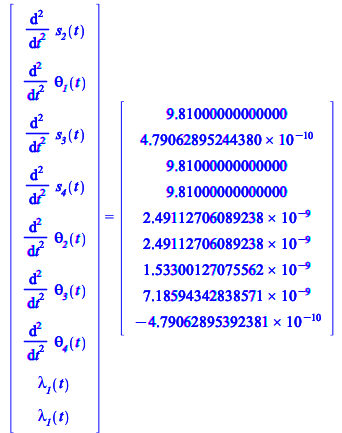 d²/dt² s₂(t)
d²/dt² θ₁(t)
d²/dt² s₃(t)
d²/dt² s₄(t)
d²/dt² θ₂(t)
d²/dt² θ₃(t)
d²/dt² θ₄(t)
λ₁(t)
λ₁(t)
=
9.81000000000000
4.79062895244380 × 10⁻¹⁰
9.81000000000000
9.81000000000000
2.49112706089238 × 10⁻⁹
2.49112706089238 × 10⁻⁹
1.53300127075562 × 10⁻⁹
7.18594342838571 × 10⁻⁹
−4.79062895392381 × 10⁻¹⁰